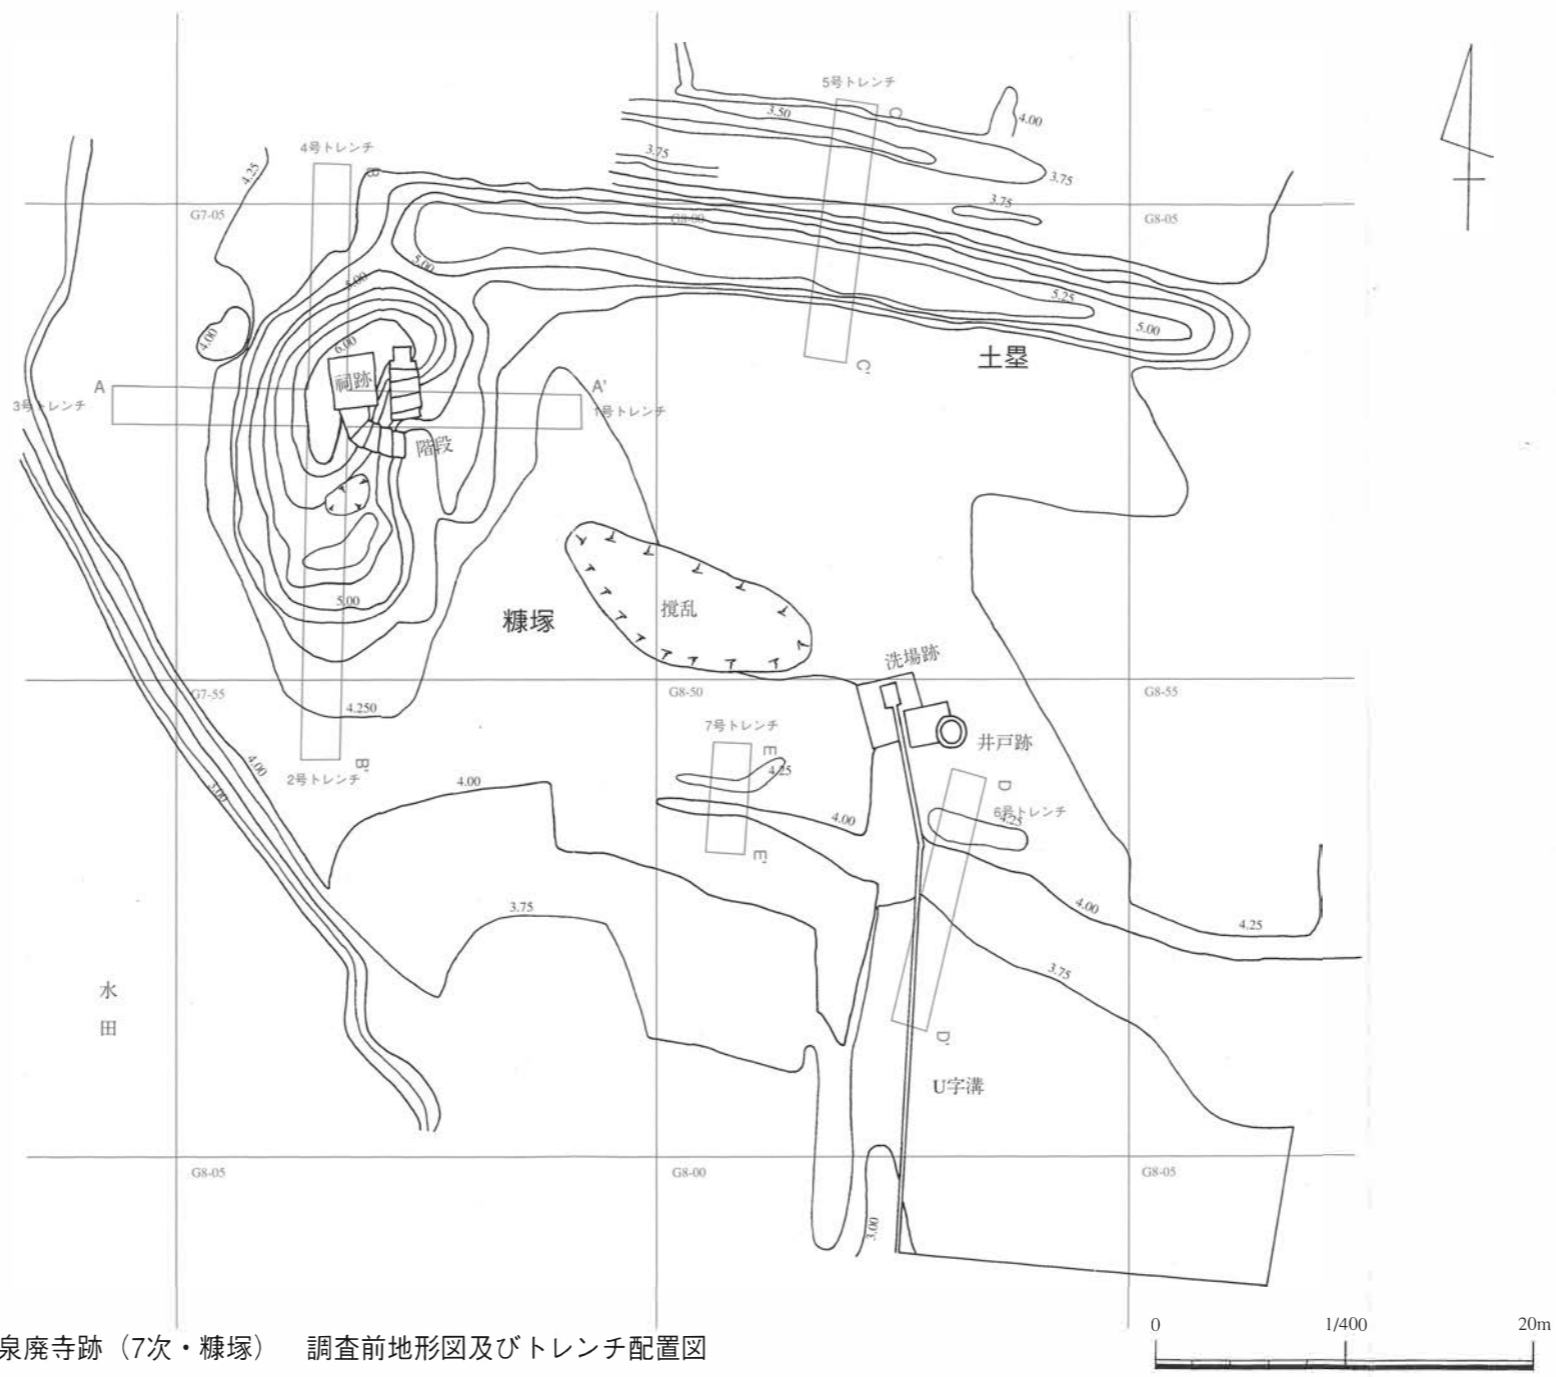 5号トレンチ
C
3.50
4.00
4号トレンチ
B
4.25
3.75
3.75
3.75
G7-05
G8-00
G8-05
5.00
5.00
5.25
5.00
4.00
6.00
土塁
祠跡
C'
A
A'
3号トレンチ
1号トレンチ
階段
5.00
糠塚
撹乱
洗場跡
G7-55
G8-50
G8-55
4.250
7号トレンチ
井戸跡
E
4.25
B'
2号トレンチ
4.00
3.00
4.00
D
6号トレンチ
4.25
4.00
E'
4.00
3.75
4.25
3.75
水
田
D'
U字溝
G8-05
G8-00
G8-05
3.00
泉廃寺跡(7次・糠塚) 調査前地形図及びトレンチ配置図
0 1/400 20m